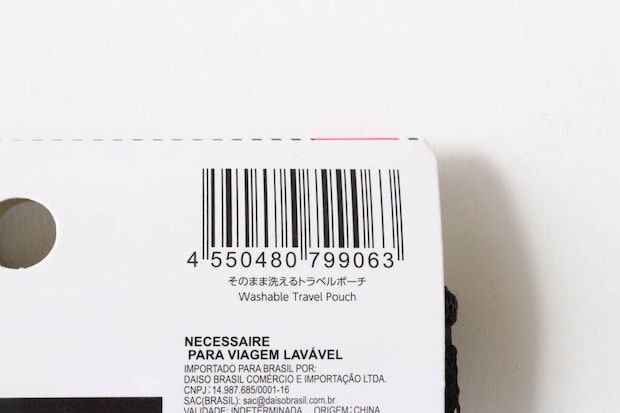 4 550480 799063
そのまま洗えるトラベルポーチ
Washable Travel Pouch
NECESSAIRE
PARA VIAGEM LAVÁVEL
IMPORTADO PARA BRASIL POR:
DAISO BRASIL COMÉRCIO E IMPORTAÇÃO LTDA.
CNPJ: 14.987.685/0001-16
SAC(BRASIL): sac@daisobrasil.com.br
VALIDADE: INDETERMINADA ORIGEM: CHINA